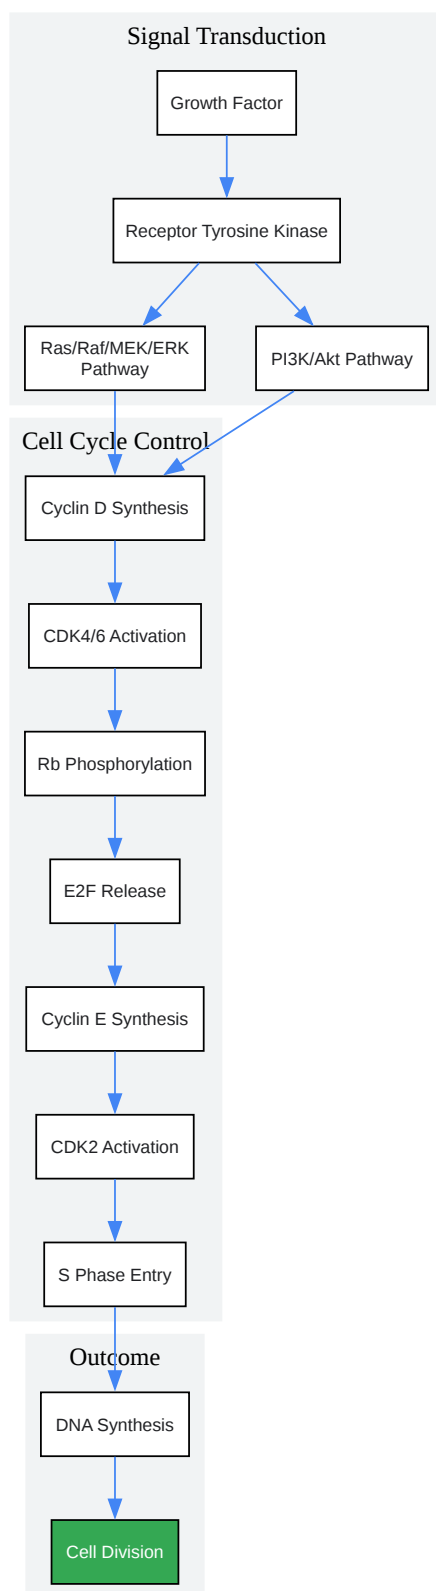 Signal Transduction
Growth Factor
Receptor Tyrosine Kinase
Ras/Raf/MEK/ERK
Pathway
PI3K/Akt Pathway
Cell Cycle Control
Cyclin D Synthesis
CDK4/6 Activation
Rb Phosphorylation
E2F Release
Cyclin E Synthesis
CDK2 Activation
S Phase Entry
Outcome
DNA Synthesis
Cell Division